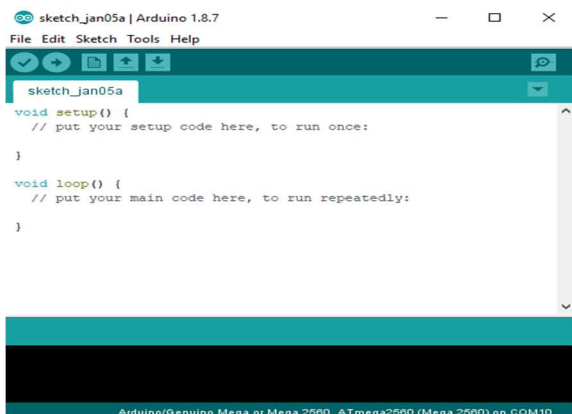 sketch_jan05a | Arduino 1.8.7
File Edit Sketch Tools Help
sketch_jan05a
void setup() {
// put your setup code here, to run once:
}
void loop() {
// put your main code here, to run repeatedly:
}
Arduino/Genuino Mega or Mega 2560, ATmega2560 (Mega 2560) on COM10